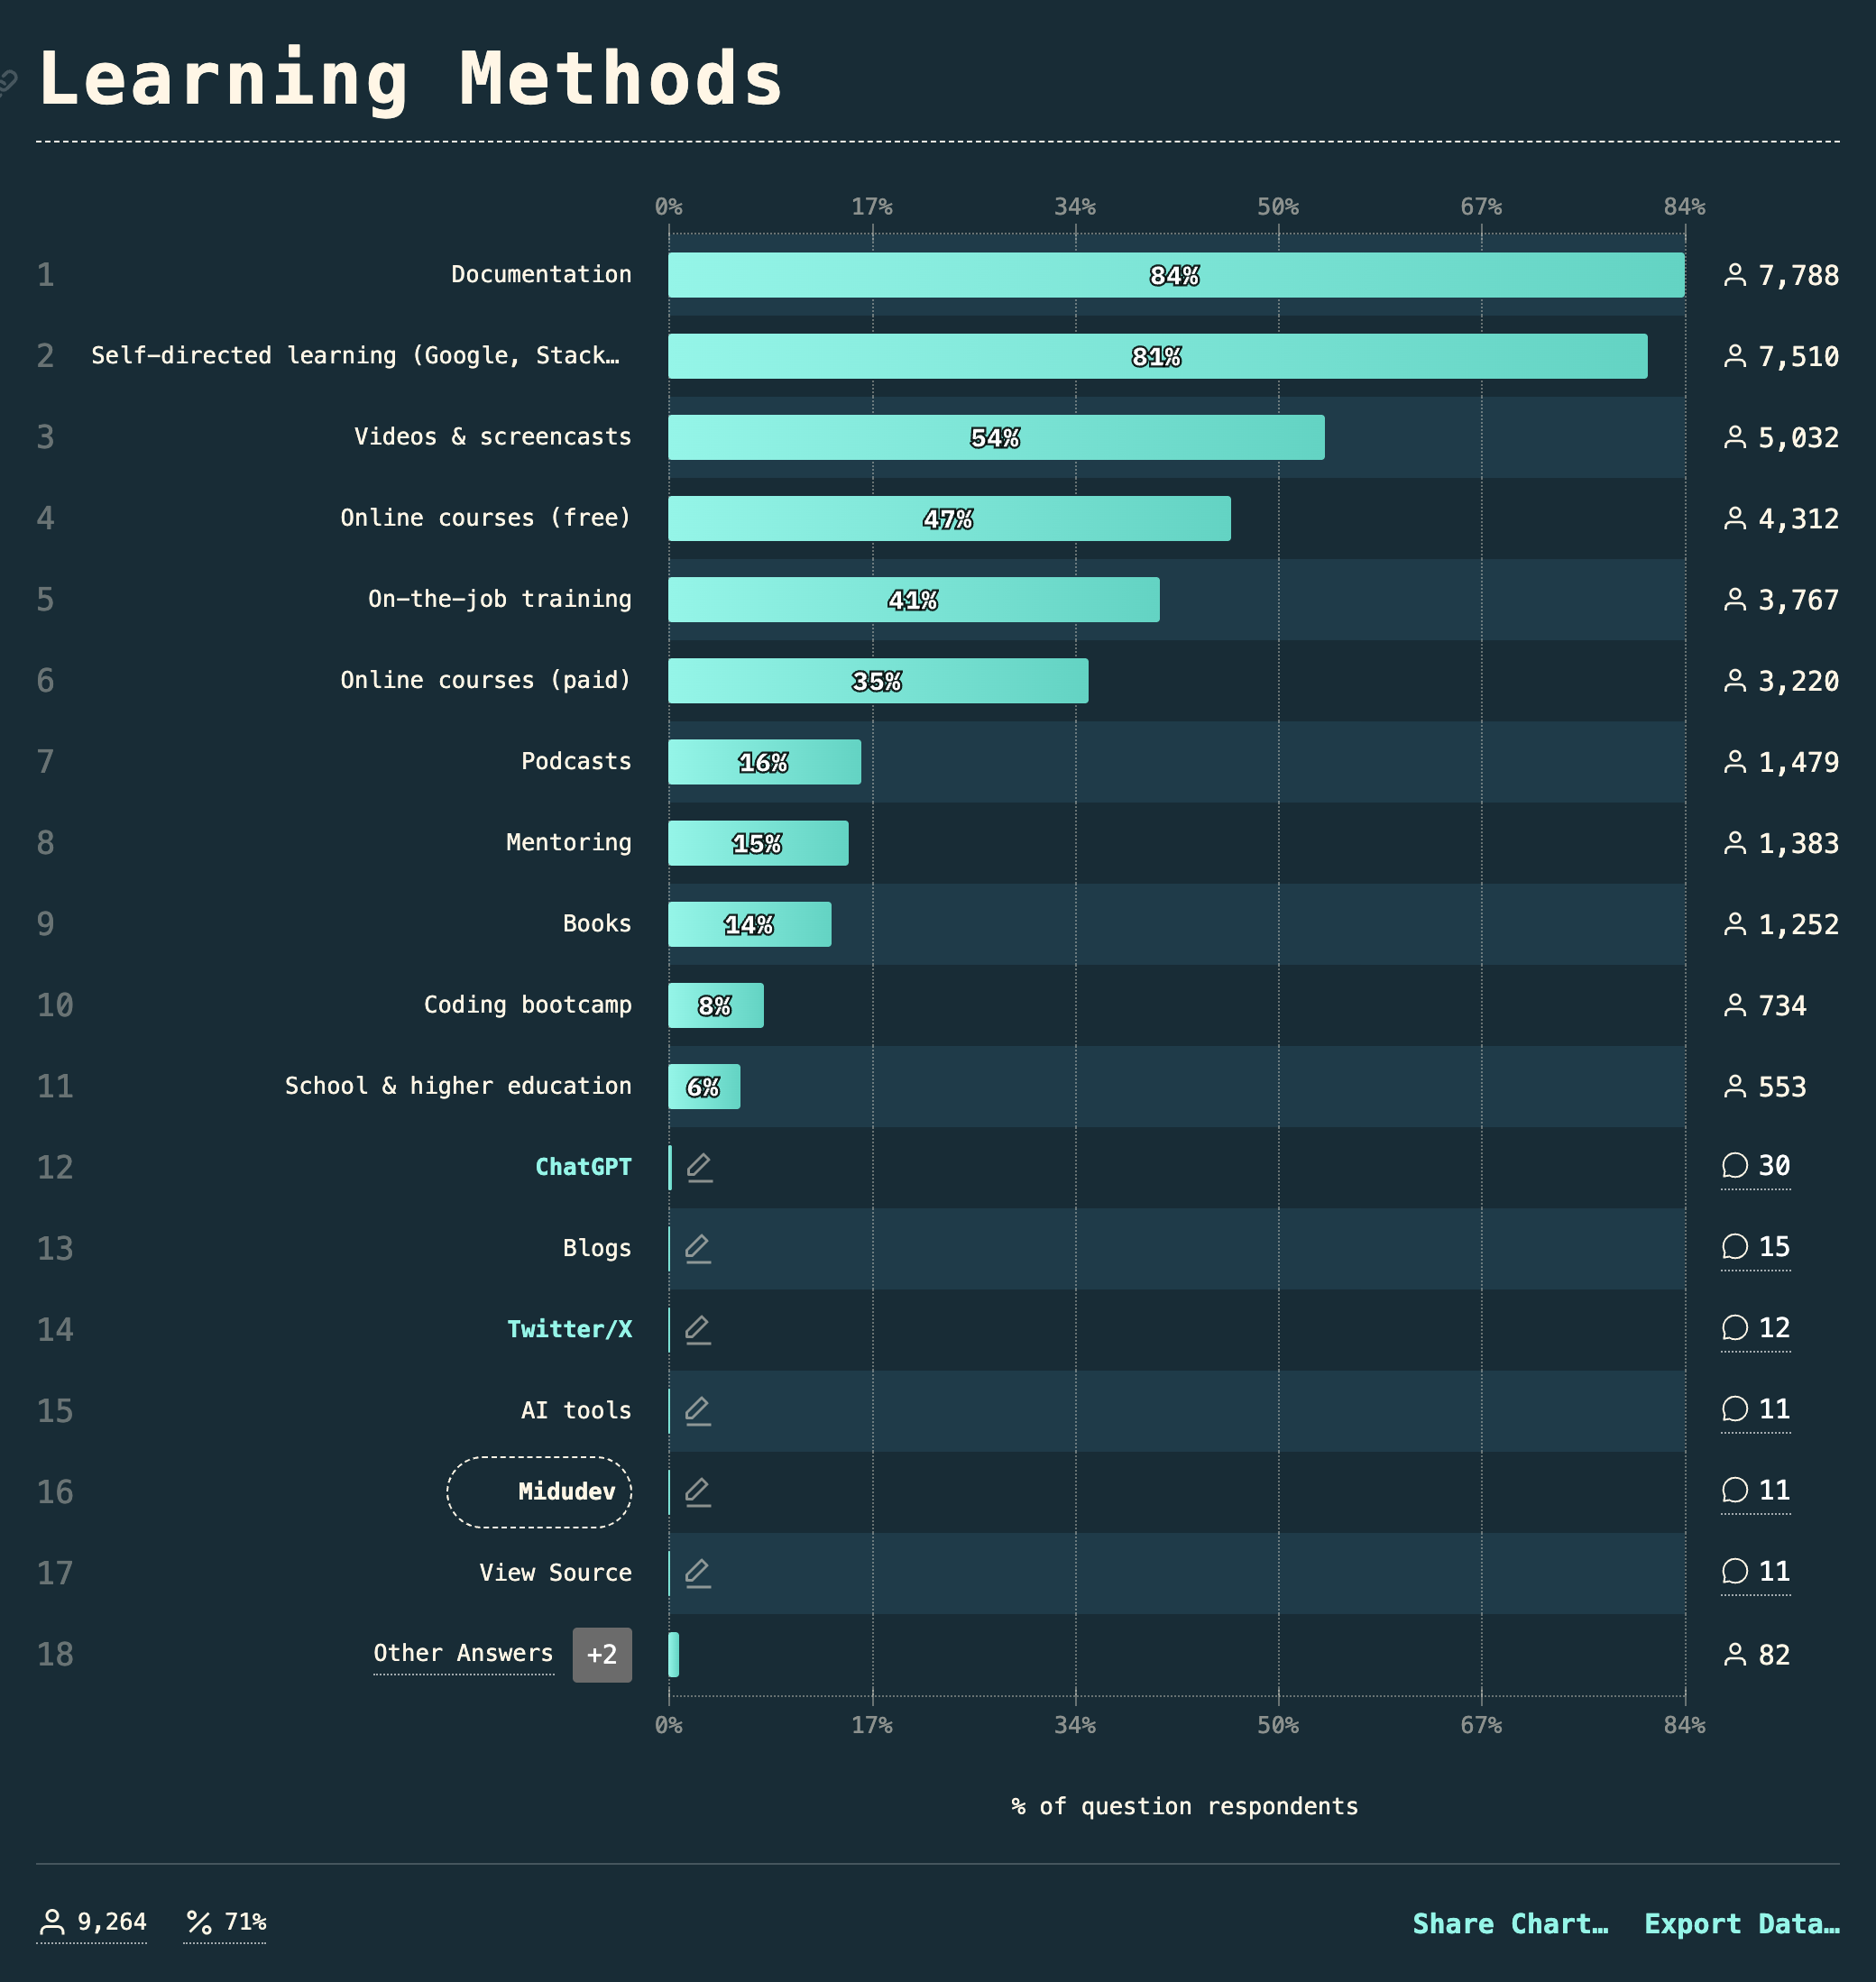 Learning Methods
0% 17% 34% 50% 67% 84%
1 Documentation 84% 7,788
2 Self-directed learning (Google, Stack… 81% 7,510
3 Videos & screencasts 54% 5,032
4 Online courses (free) 47% 4,312
5 On-the-job training 41% 3,767
6 Online courses (paid) 35% 3,220
7 Podcasts 16% 1,479
8 Mentoring 15% 1,383
9 Books 14% 1,252
10 Coding bootcamp 8% 734
11 School & higher education 6% 553
12 ChatGPT 30
13 Blogs 15
14 Twitter/X 12
15 AI tools 11
16 Midudev 11
17 View Source 11
18 Other Answers +2 82
0% 17% 34% 50% 67% 84%
% of question respondents
9,264 71% Share Chart… Export Data…